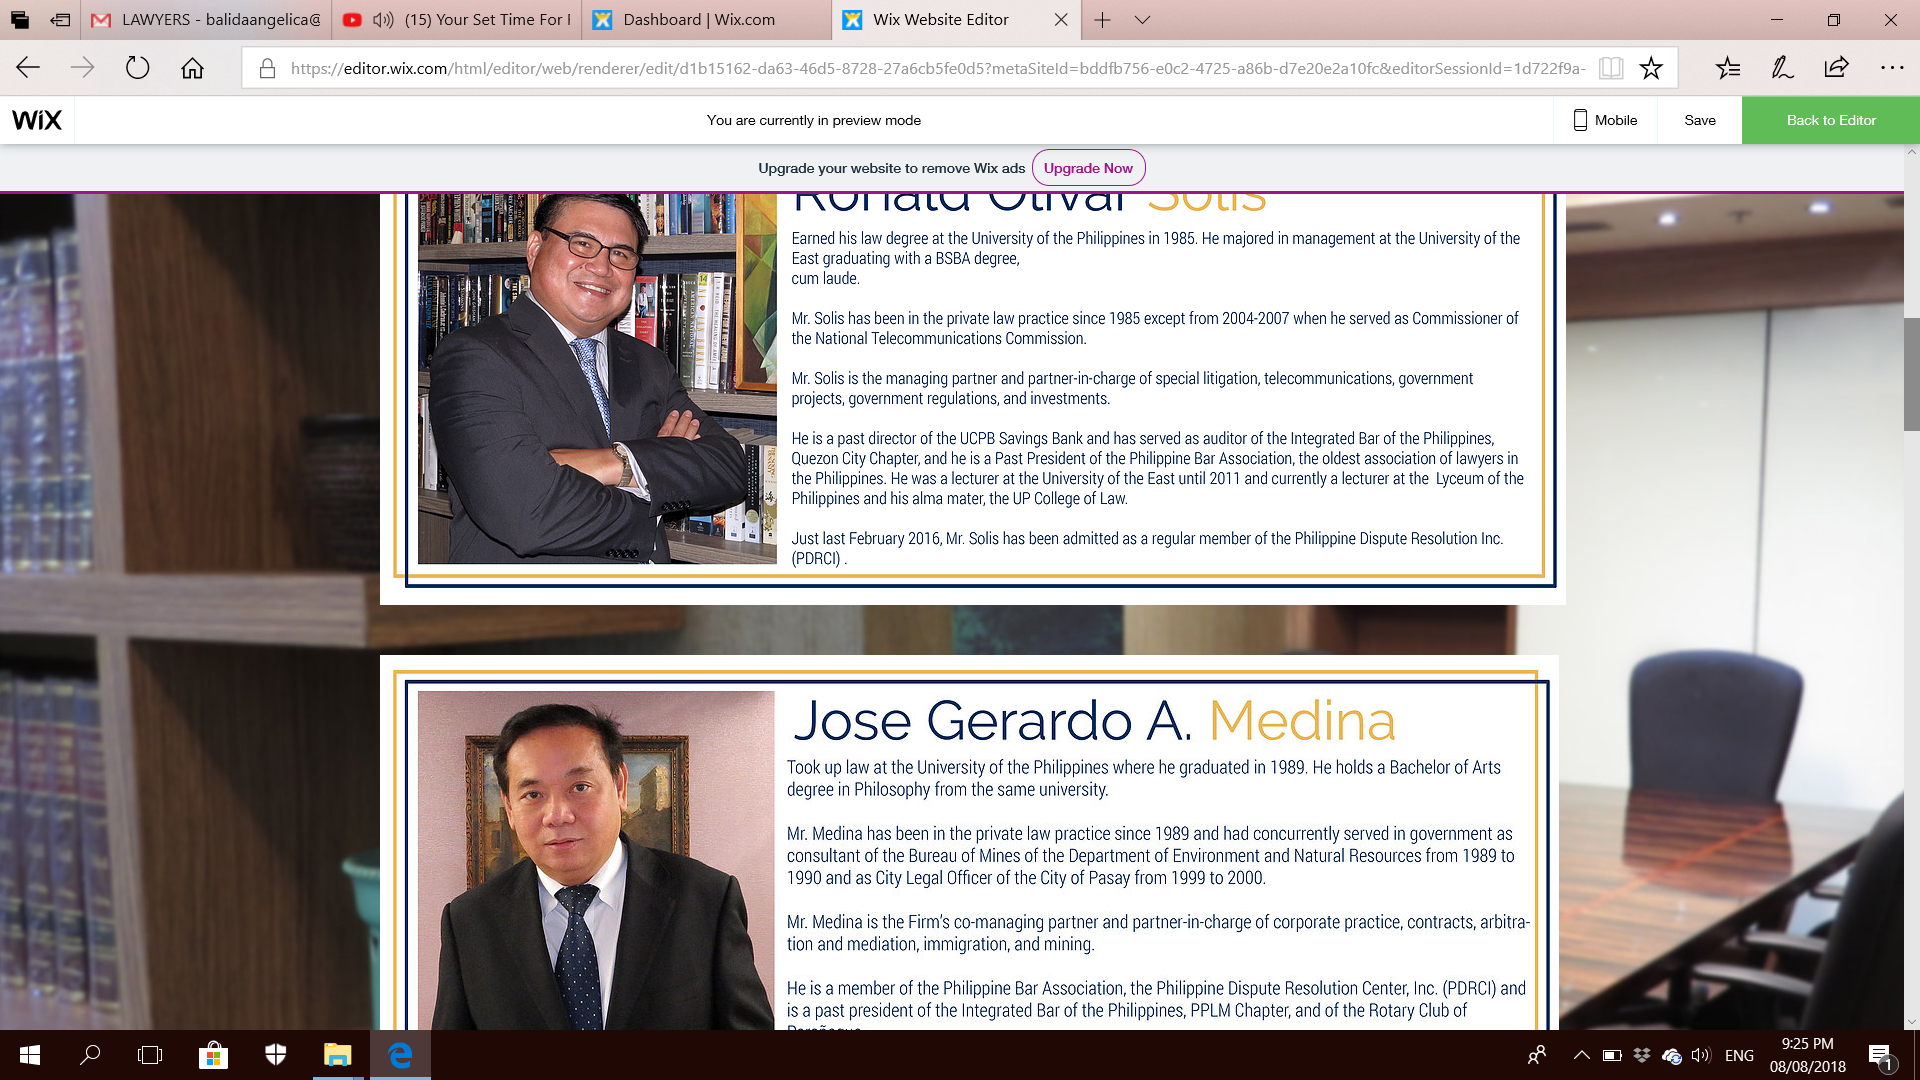 LAWYERS - balidaangelica@
(15) Your Set Time For
Dashboard | Wix.com
Wix Website Editor
https://editor.wix.com/html/editor/web/renderer/edit/d1b15162-da63-46d5-8728-27a6cb5fe0d5?metaSiteId=bddfb756-e0c2-4725-a86b-d7e20e2a10fc&editorSessionId=1d722f9a-
WiX
You are currently in preview mode
Mobile
Save
Back to Editor
Upgrade your website to remove Wix ads
Upgrade Now
Ronald Olivar Solis
Earned his law degree at the University of the Philippines in 1985. He majored in management at the University of the
East graduating with a BSBA degree,
cum laude.
Mr. Solis has been in the private law practice since 1985 except from 2004-2007 when he served as Commissioner of
the National Telecommunications Commission.
Mr. Solis is the managing partner and partner-in-charge of special litigation, telecommunications, government
projects, government regulations, and investments.
He is a past director of the UCPB Savings Bank and has served as auditor of the Integrated Bar of the Philippines,
Quezon City Chapter, and he is a Past President of the Philippine Bar Association, the oldest association of lawyers in
the Philippines. He was a lecturer at the University of the East until 2011 and currently a lecturer at the Lyceum of the
Philippines and his alma mater, the UP College of Law.
Just last February 2016, Mr. Solis has been admitted as a regular member of the Philippine Dispute Resolution Inc.
(PDRCI) .
Jose Gerardo A. Medina
Took up law at the University of the Philippines where he graduated in 1989. He holds a Bachelor of Arts
degree in Philosophy from the same university.
Mr. Medina has been in the private law practice since 1989 and had concurrently served in government as
consultant of the Bureau of Mines of the Department of Environment and Natural Resources from 1989 to
1990 and as City Legal Officer of the City of Pasay from 1999 to 2000.
Mr. Medina is the Firm's co-managing partner and partner-in-charge of corporate practice, contracts, arbitra-
tion and mediation, immigration, and mining.
He is a member of the Philippine Bar Association, the Philippine Dispute Resolution Center, Inc. (PDRCI) and
is a past president of the Integrated Bar of the Philippines, PPLM Chapter, and of the Rotary Club of
ENG
9:25 PM
08/08/2018
1